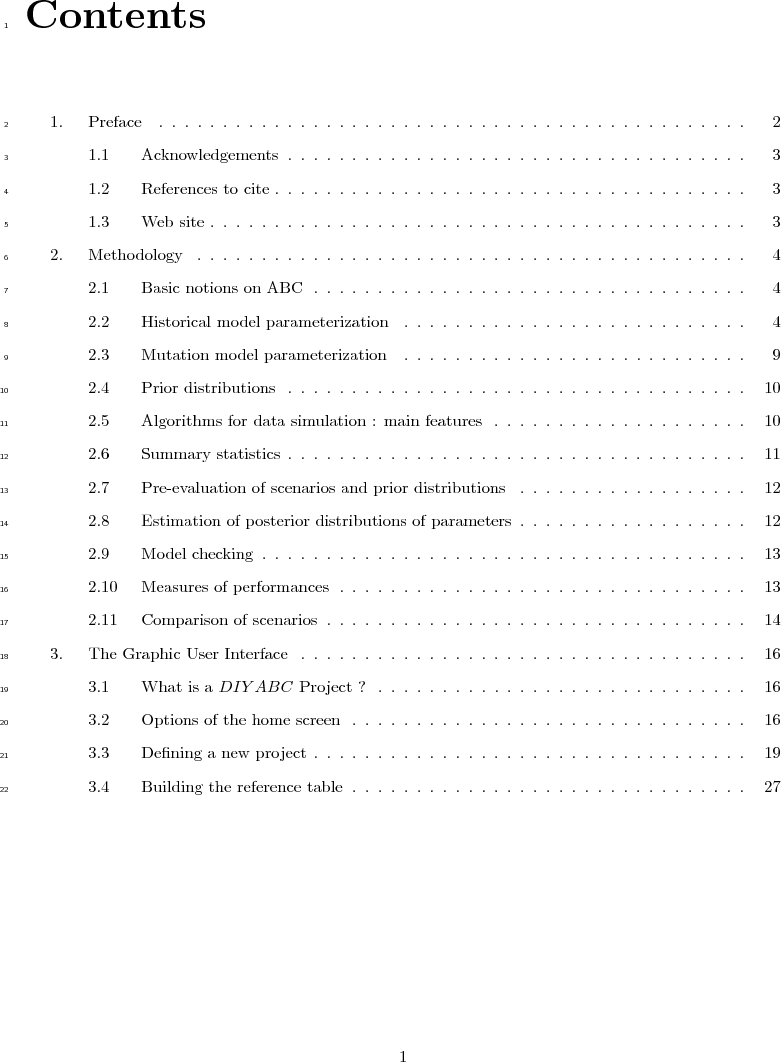 1 Contents
2 1. Preface . . . . . . . . . . . . . . . . . . . . . . . . . . . . . . . . . . . . . . . . . . . . . . 2
3 1.1 Acknowledgements . . . . . . . . . . . . . . . . . . . . . . . . . . . . . . . . . . . . 3
4 1.2 References to cite . . . . . . . . . . . . . . . . . . . . . . . . . . . . . . . . . . . . . 3
5 1.3 Web site . . . . . . . . . . . . . . . . . . . . . . . . . . . . . . . . . . . . . . . . . . 3
6 2. Methodology . . . . . . . . . . . . . . . . . . . . . . . . . . . . . . . . . . . . . . . . . . . 4
7 2.1 Basic notions on ABC . . . . . . . . . . . . . . . . . . . . . . . . . . . . . . . . . . 4
8 2.2 Historical model parameterization . . . . . . . . . . . . . . . . . . . . . . . . . . . 4
9 2.3 Mutation model parameterization . . . . . . . . . . . . . . . . . . . . . . . . . . . 9
10 2.4 Prior distributions . . . . . . . . . . . . . . . . . . . . . . . . . . . . . . . . . . . . 10
11 2.5 Algorithms for data simulation : main features . . . . . . . . . . . . . . . . . . . . 10
12 2.6 Summary statistics . . . . . . . . . . . . . . . . . . . . . . . . . . . . . . . . . . . . 11
13 2.7 Pre-evaluation of scenarios and prior distributions . . . . . . . . . . . . . . . . . . 12
14 2.8 Estimation of posterior distributions of parameters . . . . . . . . . . . . . . . . . . 12
15 2.9 Model checking . . . . . . . . . . . . . . . . . . . . . . . . . . . . . . . . . . . . . . 13
16 2.10 Measures of performances . . . . . . . . . . . . . . . . . . . . . . . . . . . . . . . . 13
17 2.11 Comparison of scenarios . . . . . . . . . . . . . . . . . . . . . . . . . . . . . . . . . 14
18 3. The Graphic User Interface . . . . . . . . . . . . . . . . . . . . . . . . . . . . . . . . . . . 16
19 3.1 What is a DIYABC Project ? . . . . . . . . . . . . . . . . . . . . . . . . . . . . . 16
20 3.2 Options of the home screen . . . . . . . . . . . . . . . . . . . . . . . . . . . . . . . 16
21 3.3 Defining a new project . . . . . . . . . . . . . . . . . . . . . . . . . . . . . . . . . . 19
22 3.4 Building the reference table . . . . . . . . . . . . . . . . . . . . . . . . . . . . . . . 27
1